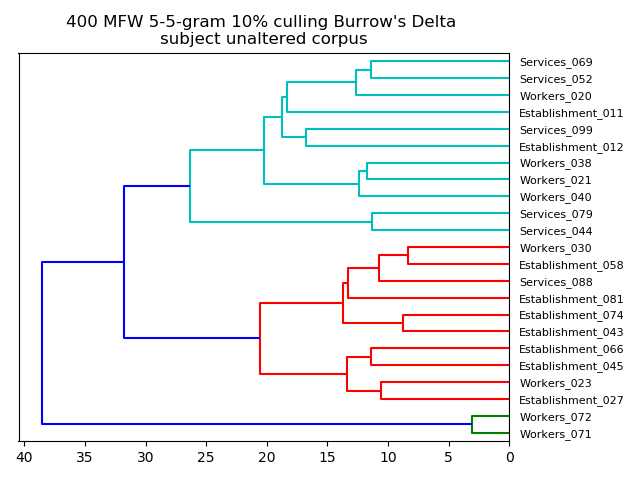 400 MFW 5-5-gram 10% culling Burrow's Delta
subject unaltered corpus
Services_069
Services_052
Workers_020
Establishment_011
Services_099
Establishment_012
Workers_038
Workers_021
Workers_040
Services_079
Services_044
Workers_030
Establishment_058
Services_088
Establishment_081
Establishment_074
Establishment_043
Establishment_066
Establishment_045
Workers_023
Establishment_027
Workers_072
Workers_071
40 35 30 25 20 15 10 5 0